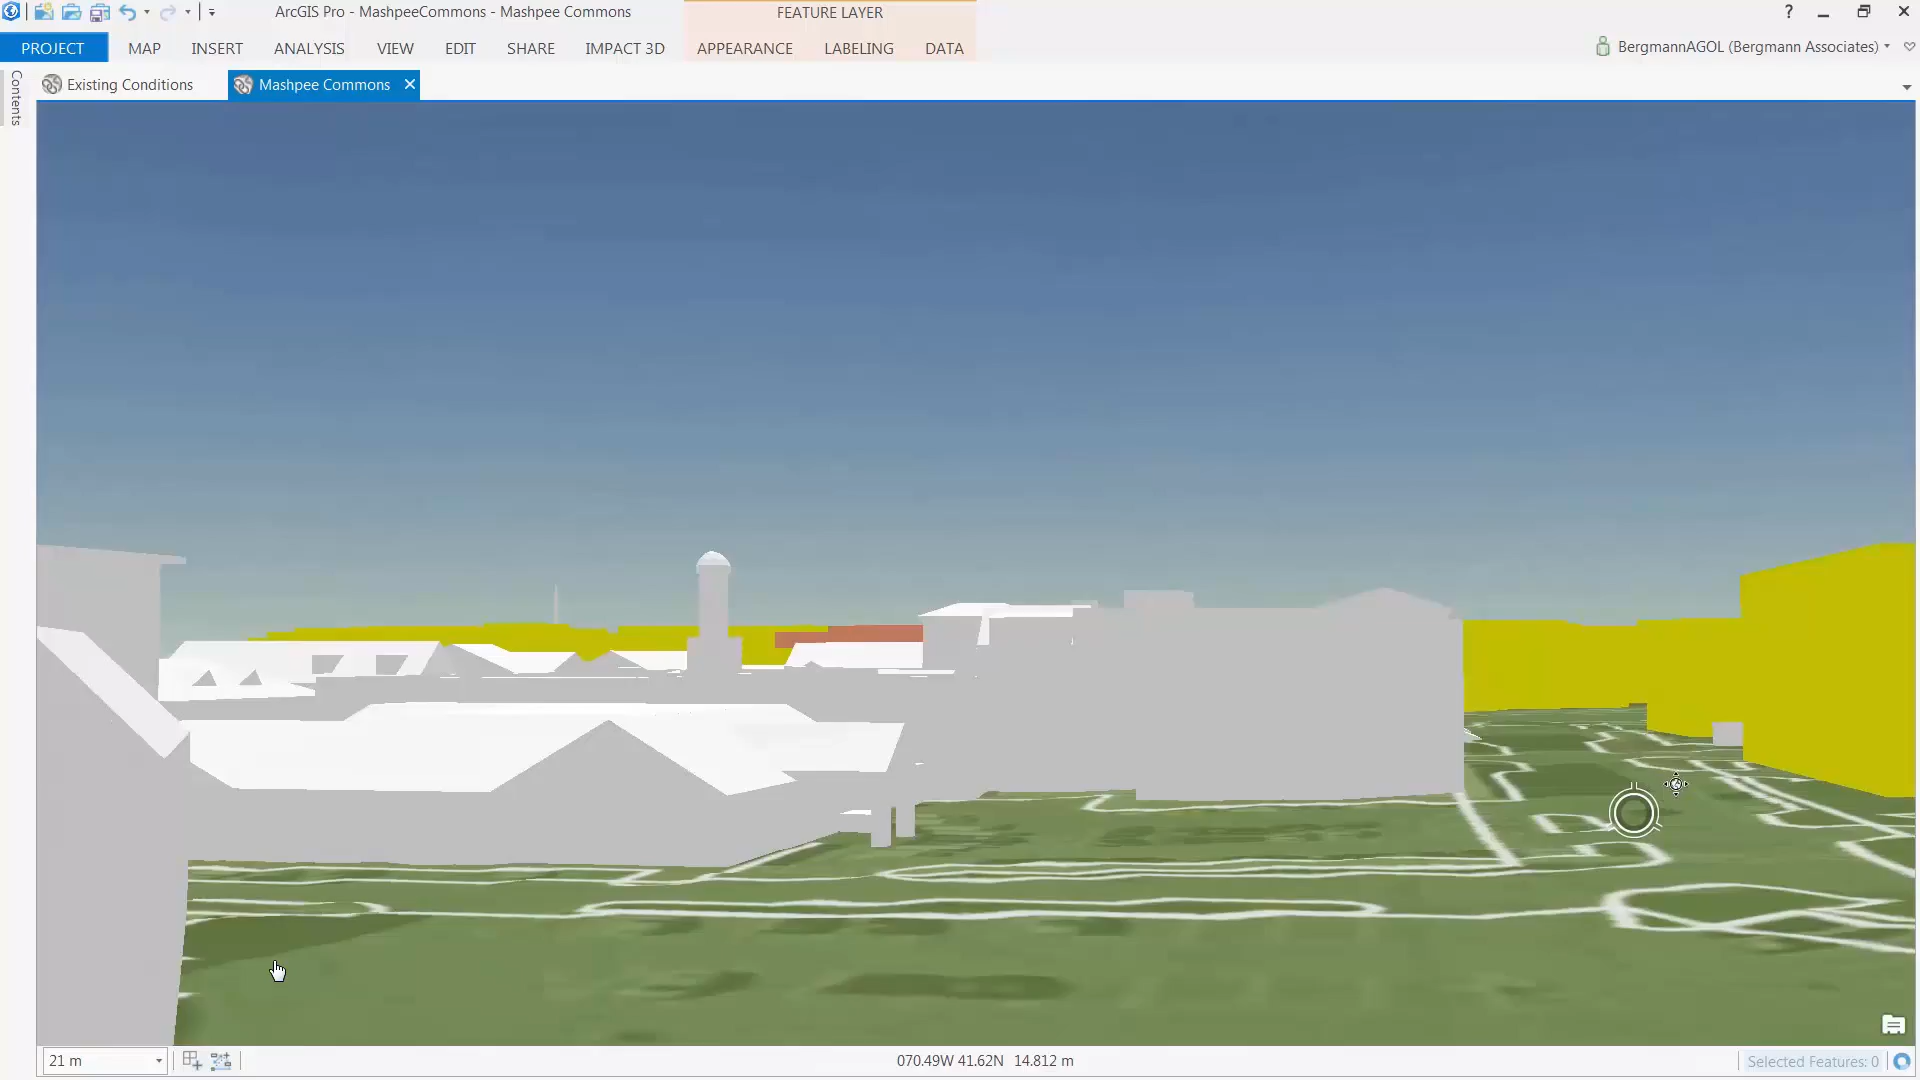 ArcGIS Pro - MashpeeCommons - Mashpee Commons
FEATURE LAYER
?
PROJECT MAP INSERT ANALYSIS VIEW EDIT SHARE IMPACT 3D APPEARANCE LABELING DATA
BergmannAGOL (Bergmann Associates)
Contents
Existing Conditions
Mashpee Commons
21 m
070.49W 41.62N 14.812 m
Selected Features: 0